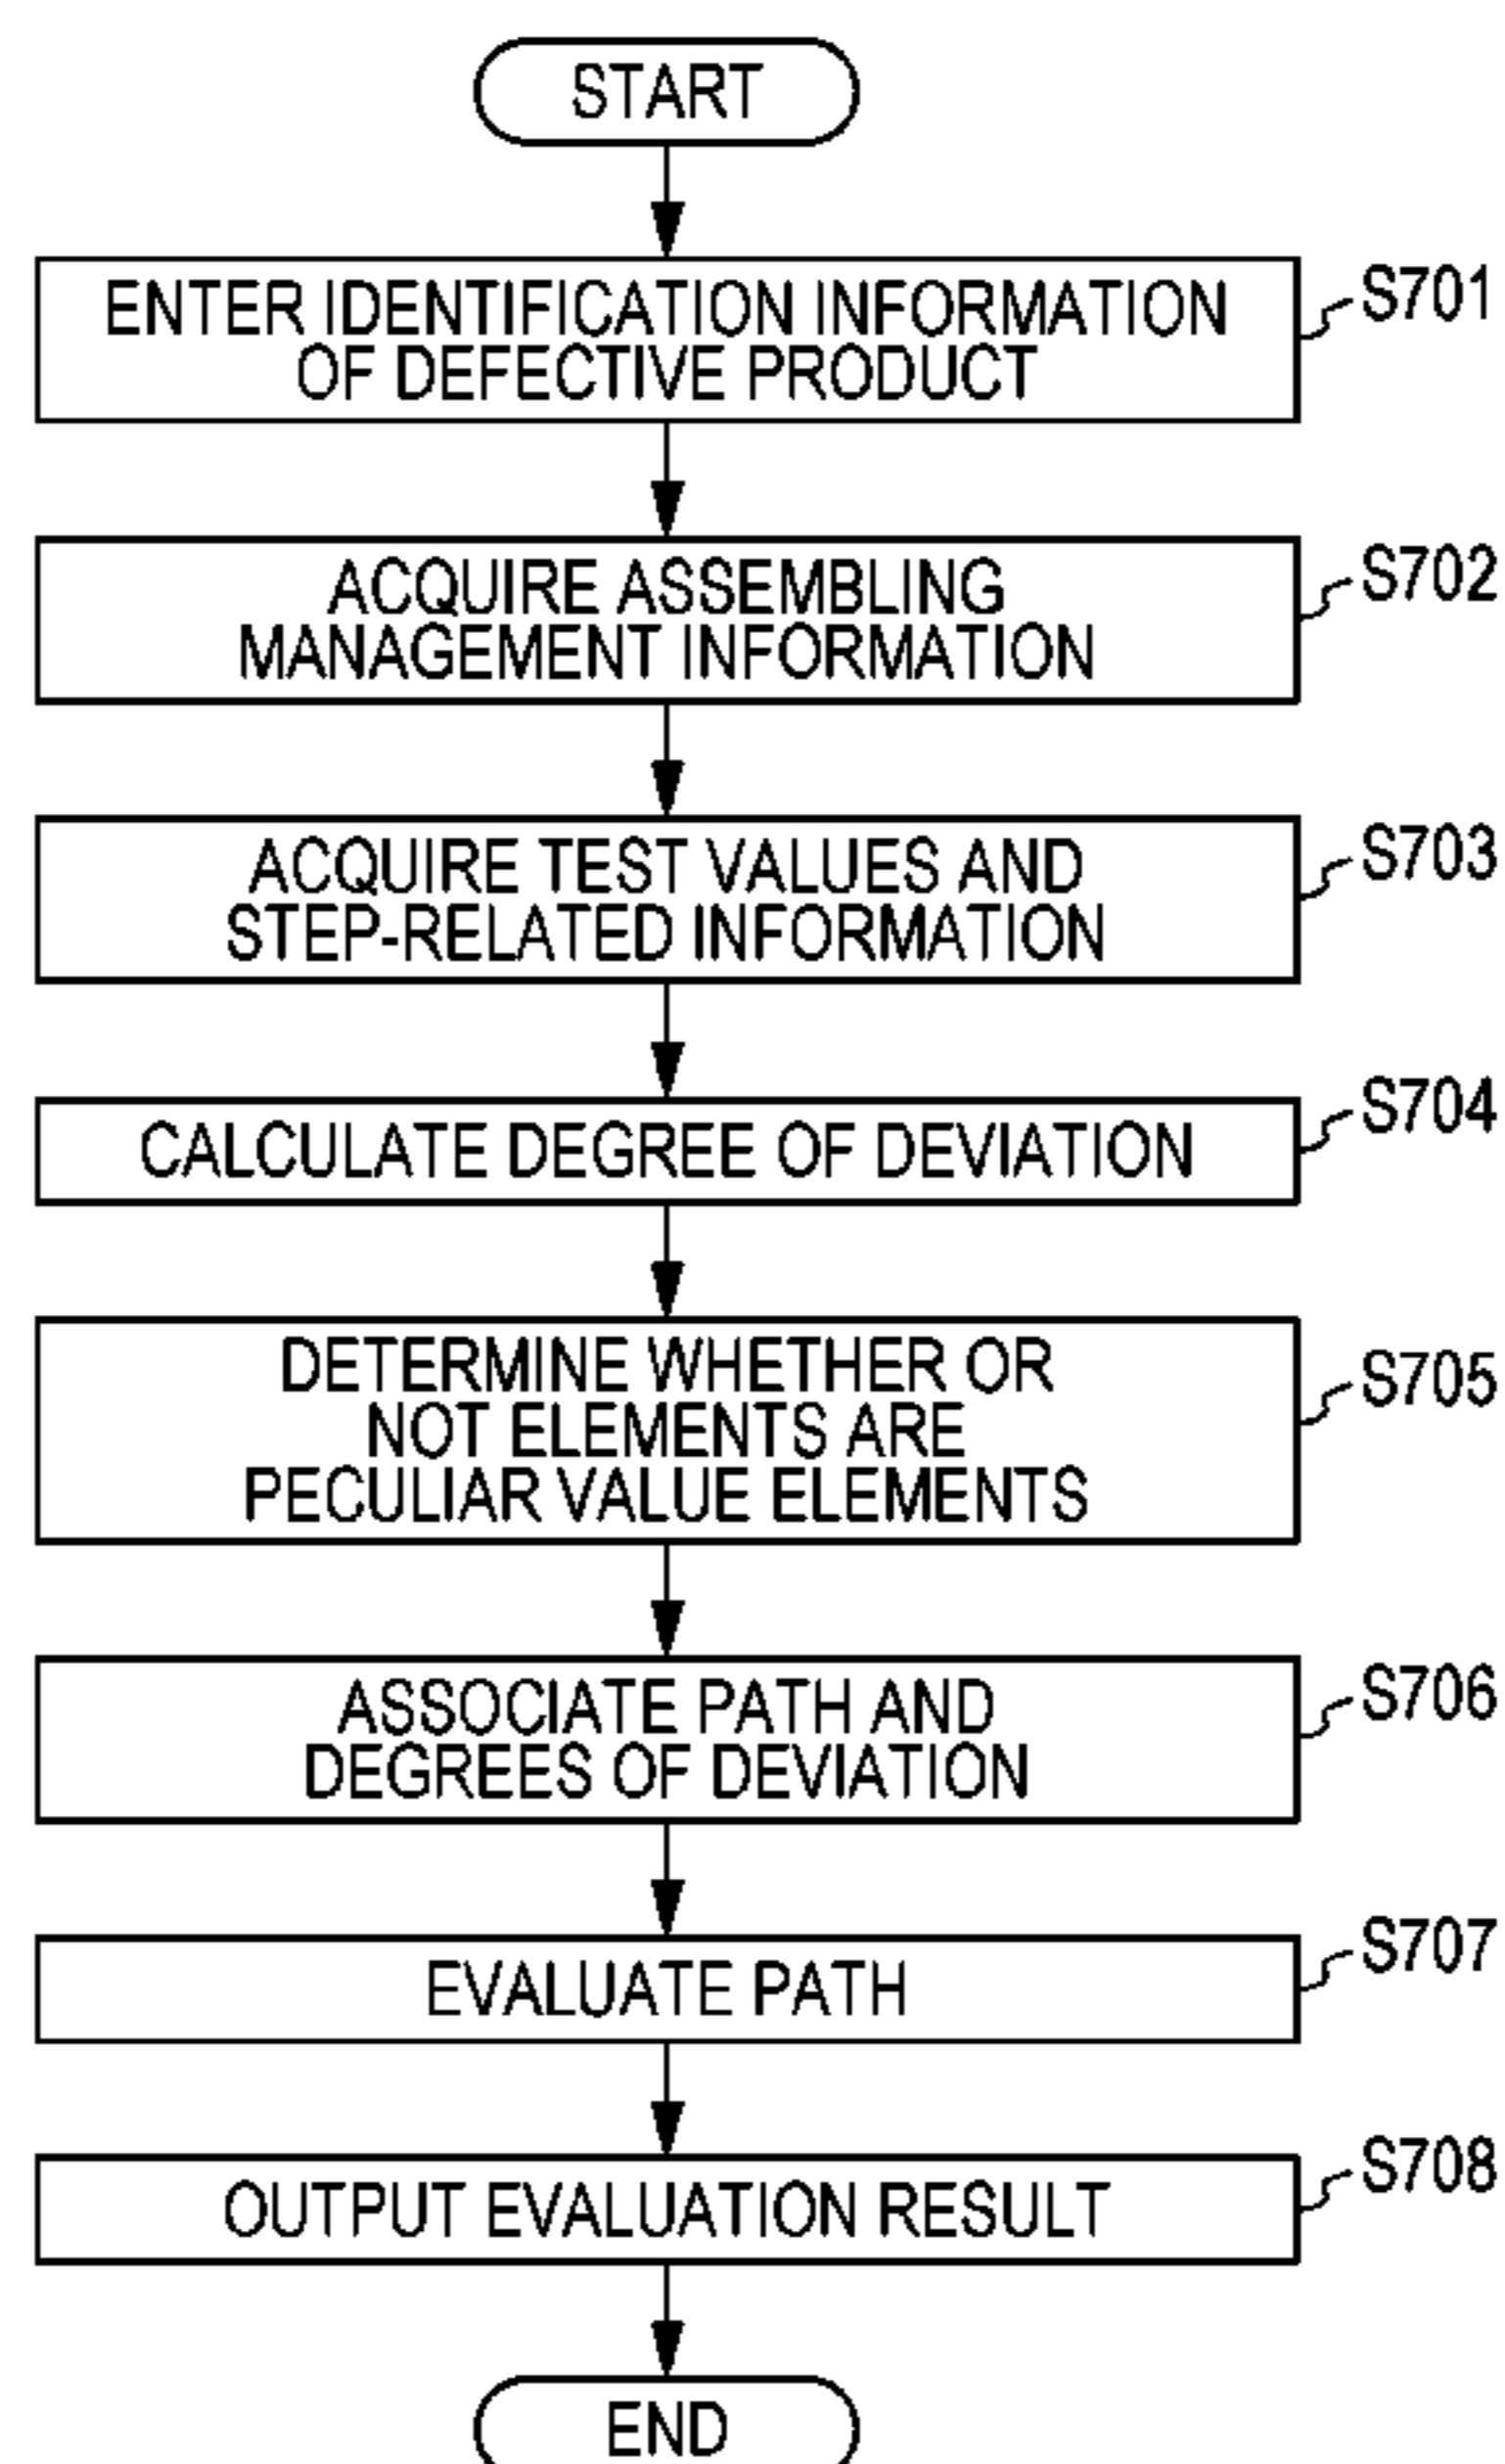 START
ENTER IDENTIFICATION INFORMATION
OF DEFECTIVE PRODUCT
S701
ACQUIRE ASSEMBLING
MANAGEMENT INFORMATION
S702
ACQUIRE TEST VALUES AND
STEP-RELATED INFORMATION
S703
CALCULATE DEGREE OF DEVIATION
S704
DETERMINE WHETHER OR
NOT ELEMENTS ARE
PECULIAR VALUE ELEMENTS
S705
ASSOCIATE PATH AND
DEGREES OF DEVIATION
S706
EVALUATE PATH
S707
OUTPUT EVALUATION RESULT
S708
END